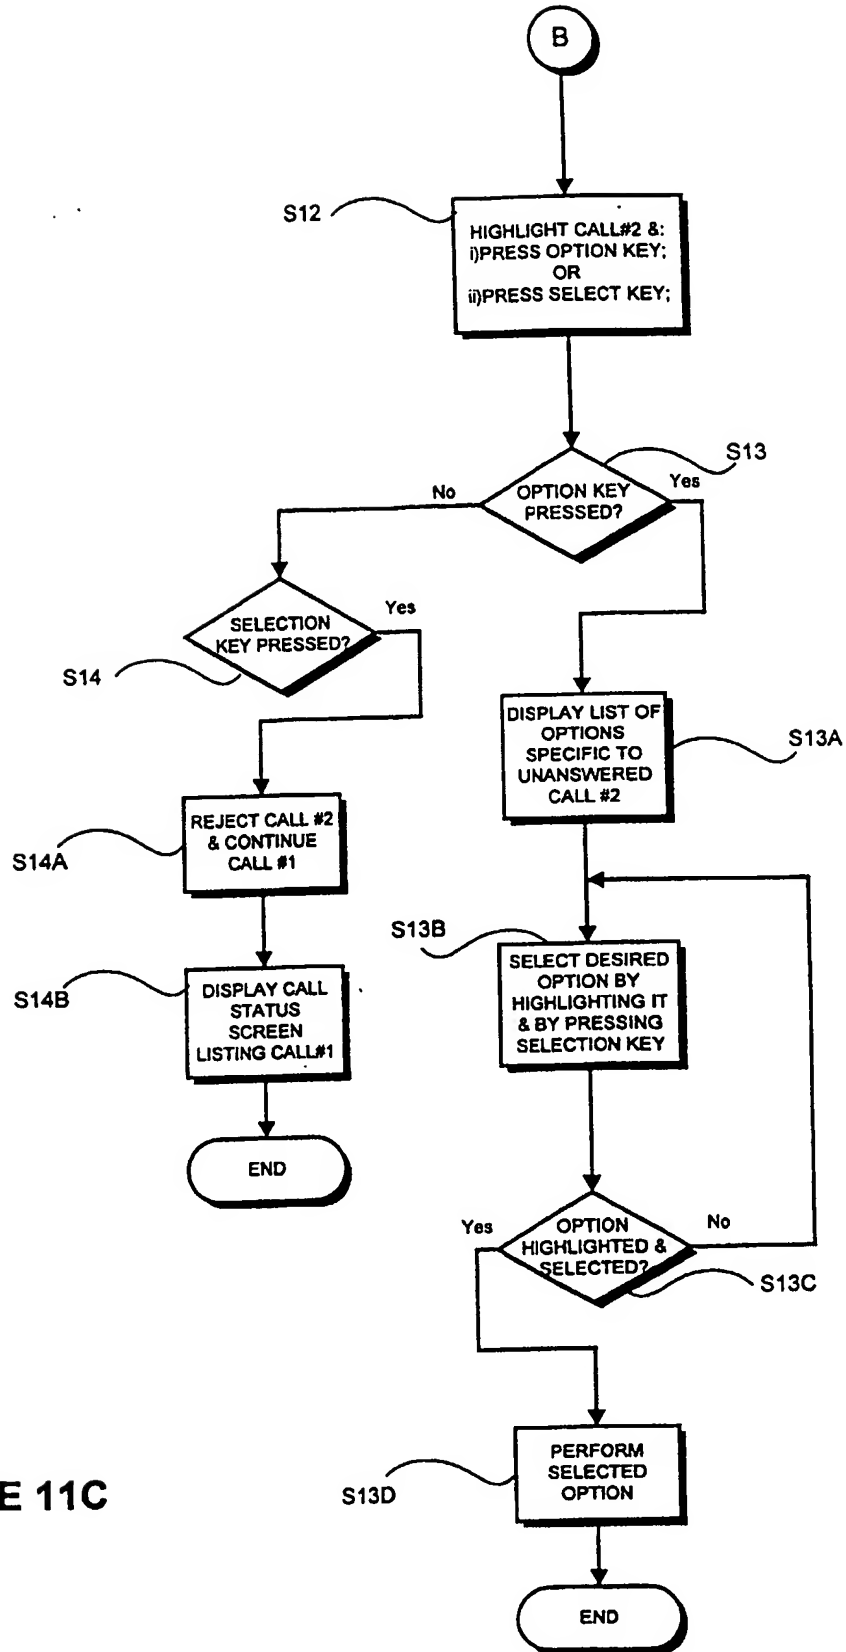 B
S12
HIGHLIGHT CALL#2 &:
i)PRESS OPTION KEY;
OR
ii)PRESS SELECT KEY;
S13
No
OPTION KEY
PRESSED?
Yes
SELECTION
KEY PRESSED?
Yes
S14
DISPLAY LIST OF
OPTIONS
SPECIFIC TO
UNANSWERED
CALL #2
S13A
REJECT CALL #2
& CONTINUE
CALL #1
S14A
S13B
SELECT DESIRED
OPTION BY
HIGHLIGHTING IT
& BY PRESSING
SELECTION KEY
S14B
DISPLAY CALL
STATUS
SCREEN
LISTING CALL#1
END
Yes
OPTION
HIGHLIGHTED &
SELECTED?
No
S13C
PERFORM
SELECTED
OPTION
S13D
E 11C
END